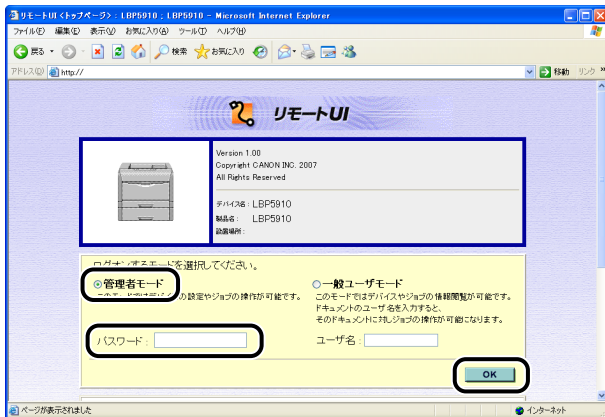 リモートUI <トップページ> : LBP5910 ; LBP5910 - Microsoft Internet Explorer
ファイル(F) 編集(E) 表示(V) お気に入り(A) ツール(T) ヘルプ(H)
戻る 検索 お気に入り
アドレス(D) http:// 移動 リンク »
リモートUI
Version 1.00
Copyright CANON INC. 2007
All Rights Reserved
デバイス名 : LBP5910
製品名 : LBP5910
設置場所 :
ログオンするモードを選択してください。
管理者モード 一般ユーザモード
このモードではデバイスの設定やジョブの操作が可能です。 このモードではデバイスやジョブの情報閲覧が可能です。
ドキュメントのユーザ名を入力すると、
そのドキュメントに対しジョブの操作が可能になります。
パスワード : ユーザ名 :
OK
ページが表示されました インターネット